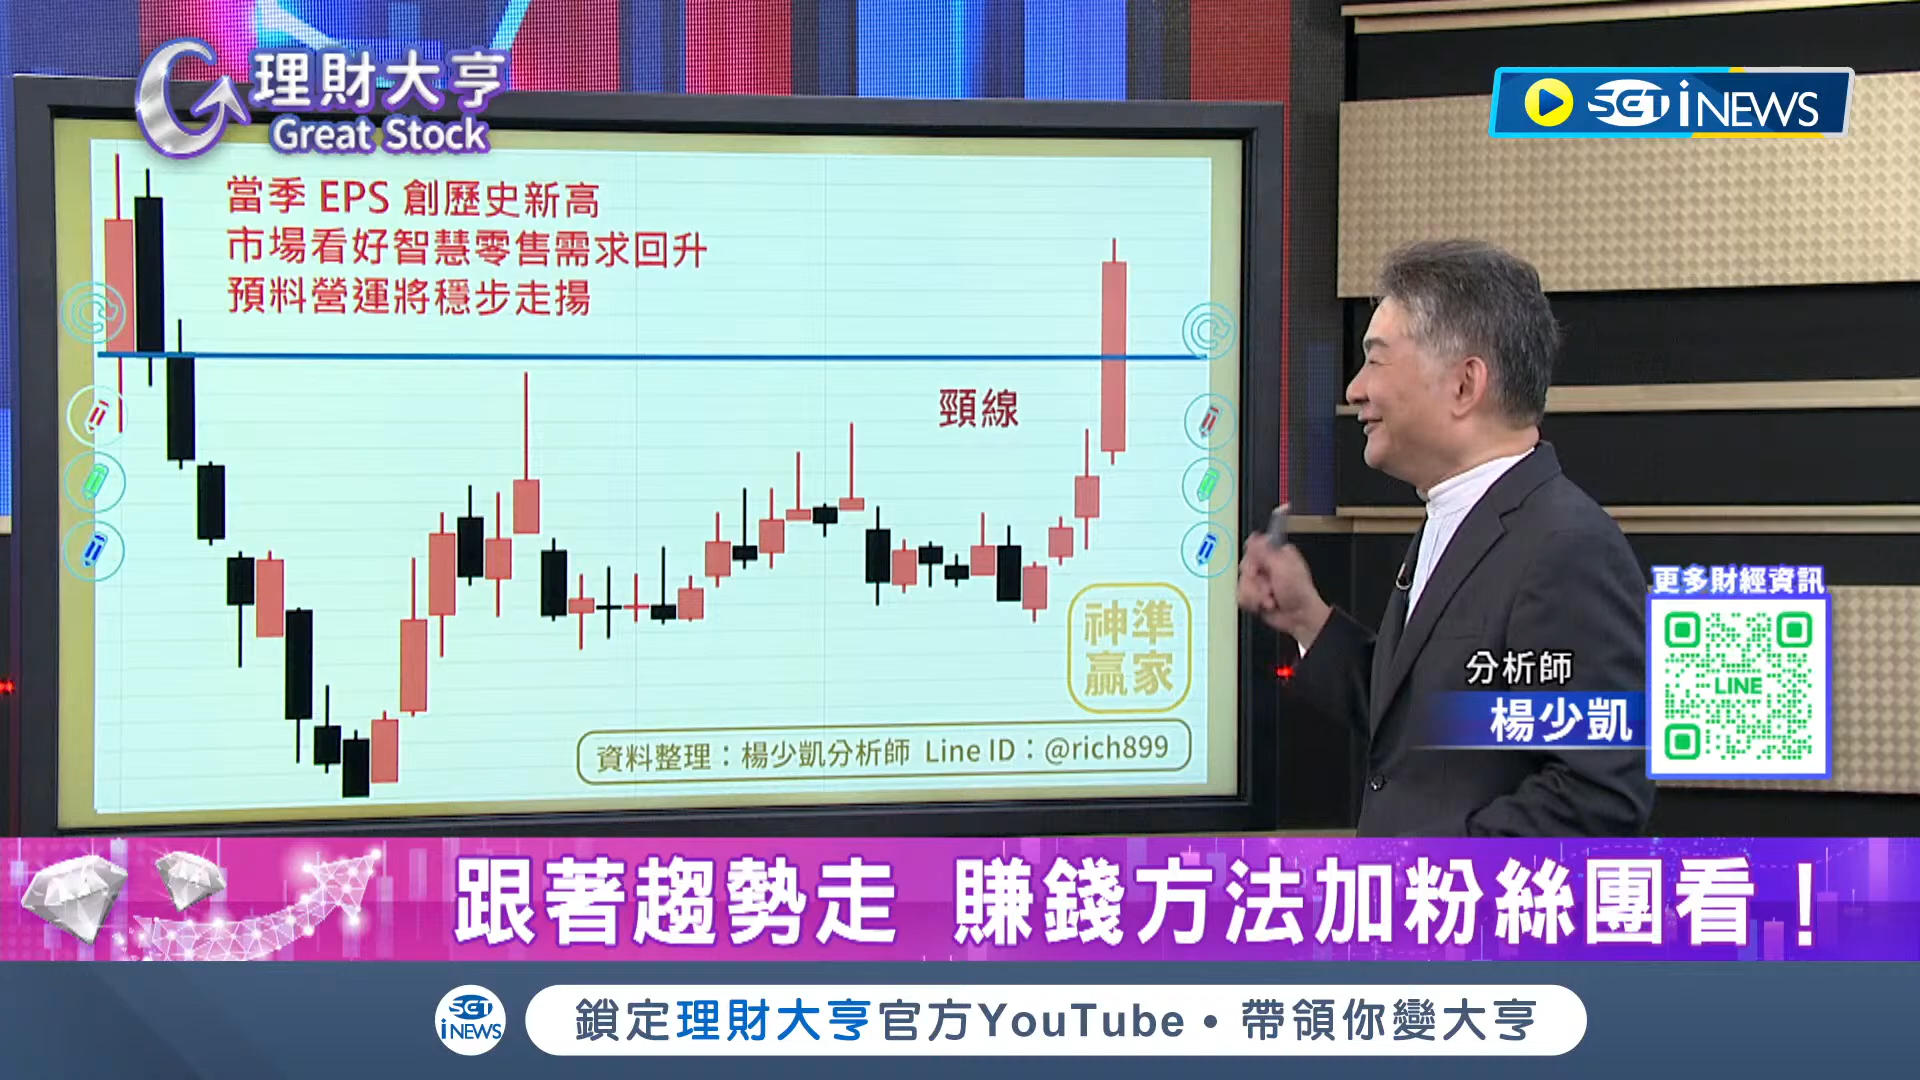 理財大亨
Great Stock
SET iNEWS
當季 EPS 創歷史新高
市場看好智慧零售需求回升
預料營運將穩步走揚
頸線
神準
贏家
資料整理：楊少凱分析師 Line ID：@rich899
更多財經資訊
LINE
分析師
楊少凱
跟著趨勢走 賺錢方法加粉絲團看！
SET
iNEWS
鎖定理財大亨官方YouTube・帶領你變大亨